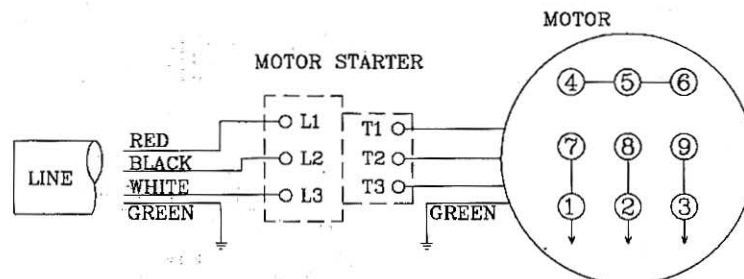 MOTOR
MOTOR STARTER
4 5 6
L1 T1
RED
BLACK L2 T2 7 8 9
LINE
WHITE L3 T3
GREEN GREEN 1 2 3